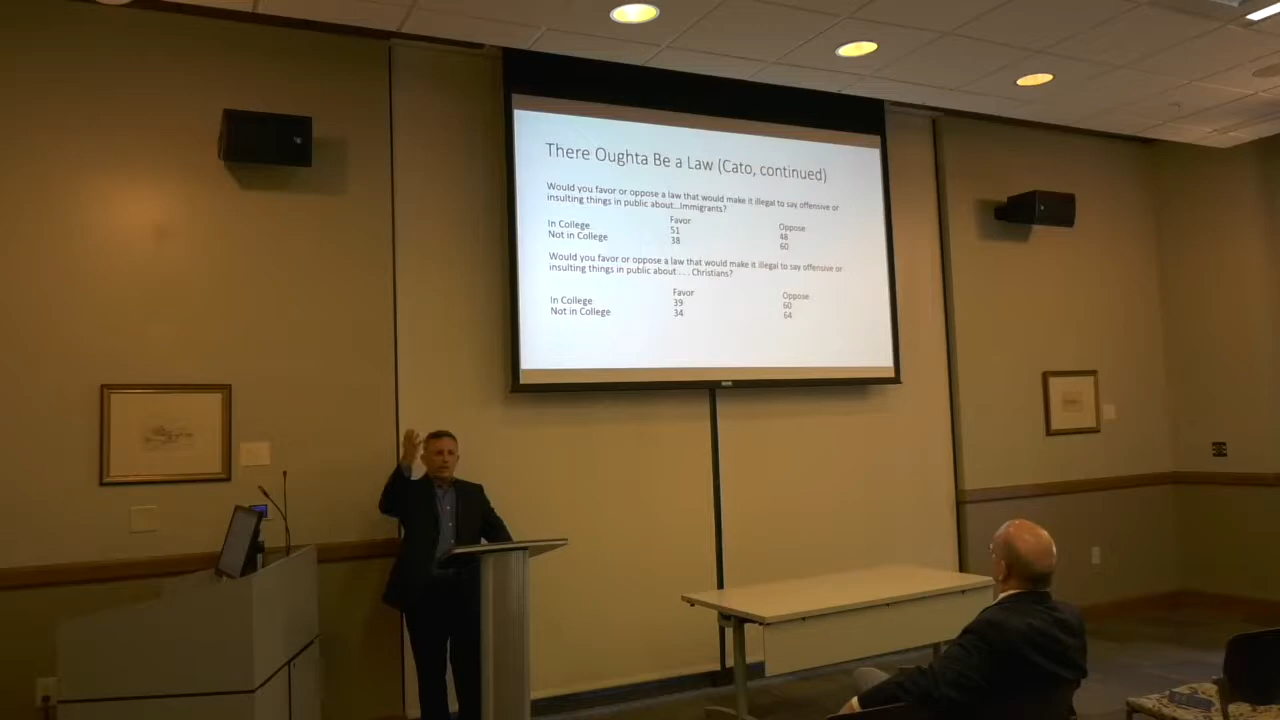 There Oughta Be a Law (Cato, continued)
Would you favor or oppose a law that would make it illegal to say offensive or
insulting things in public about...Immigrants?
Favor Oppose
In College 51 48
Not in College 38 60
Would you favor or oppose a law that would make it illegal to say offensive or
insulting things in public about . . . . Christians?
Favor Oppose
In College 39 60
Not in College 34 64